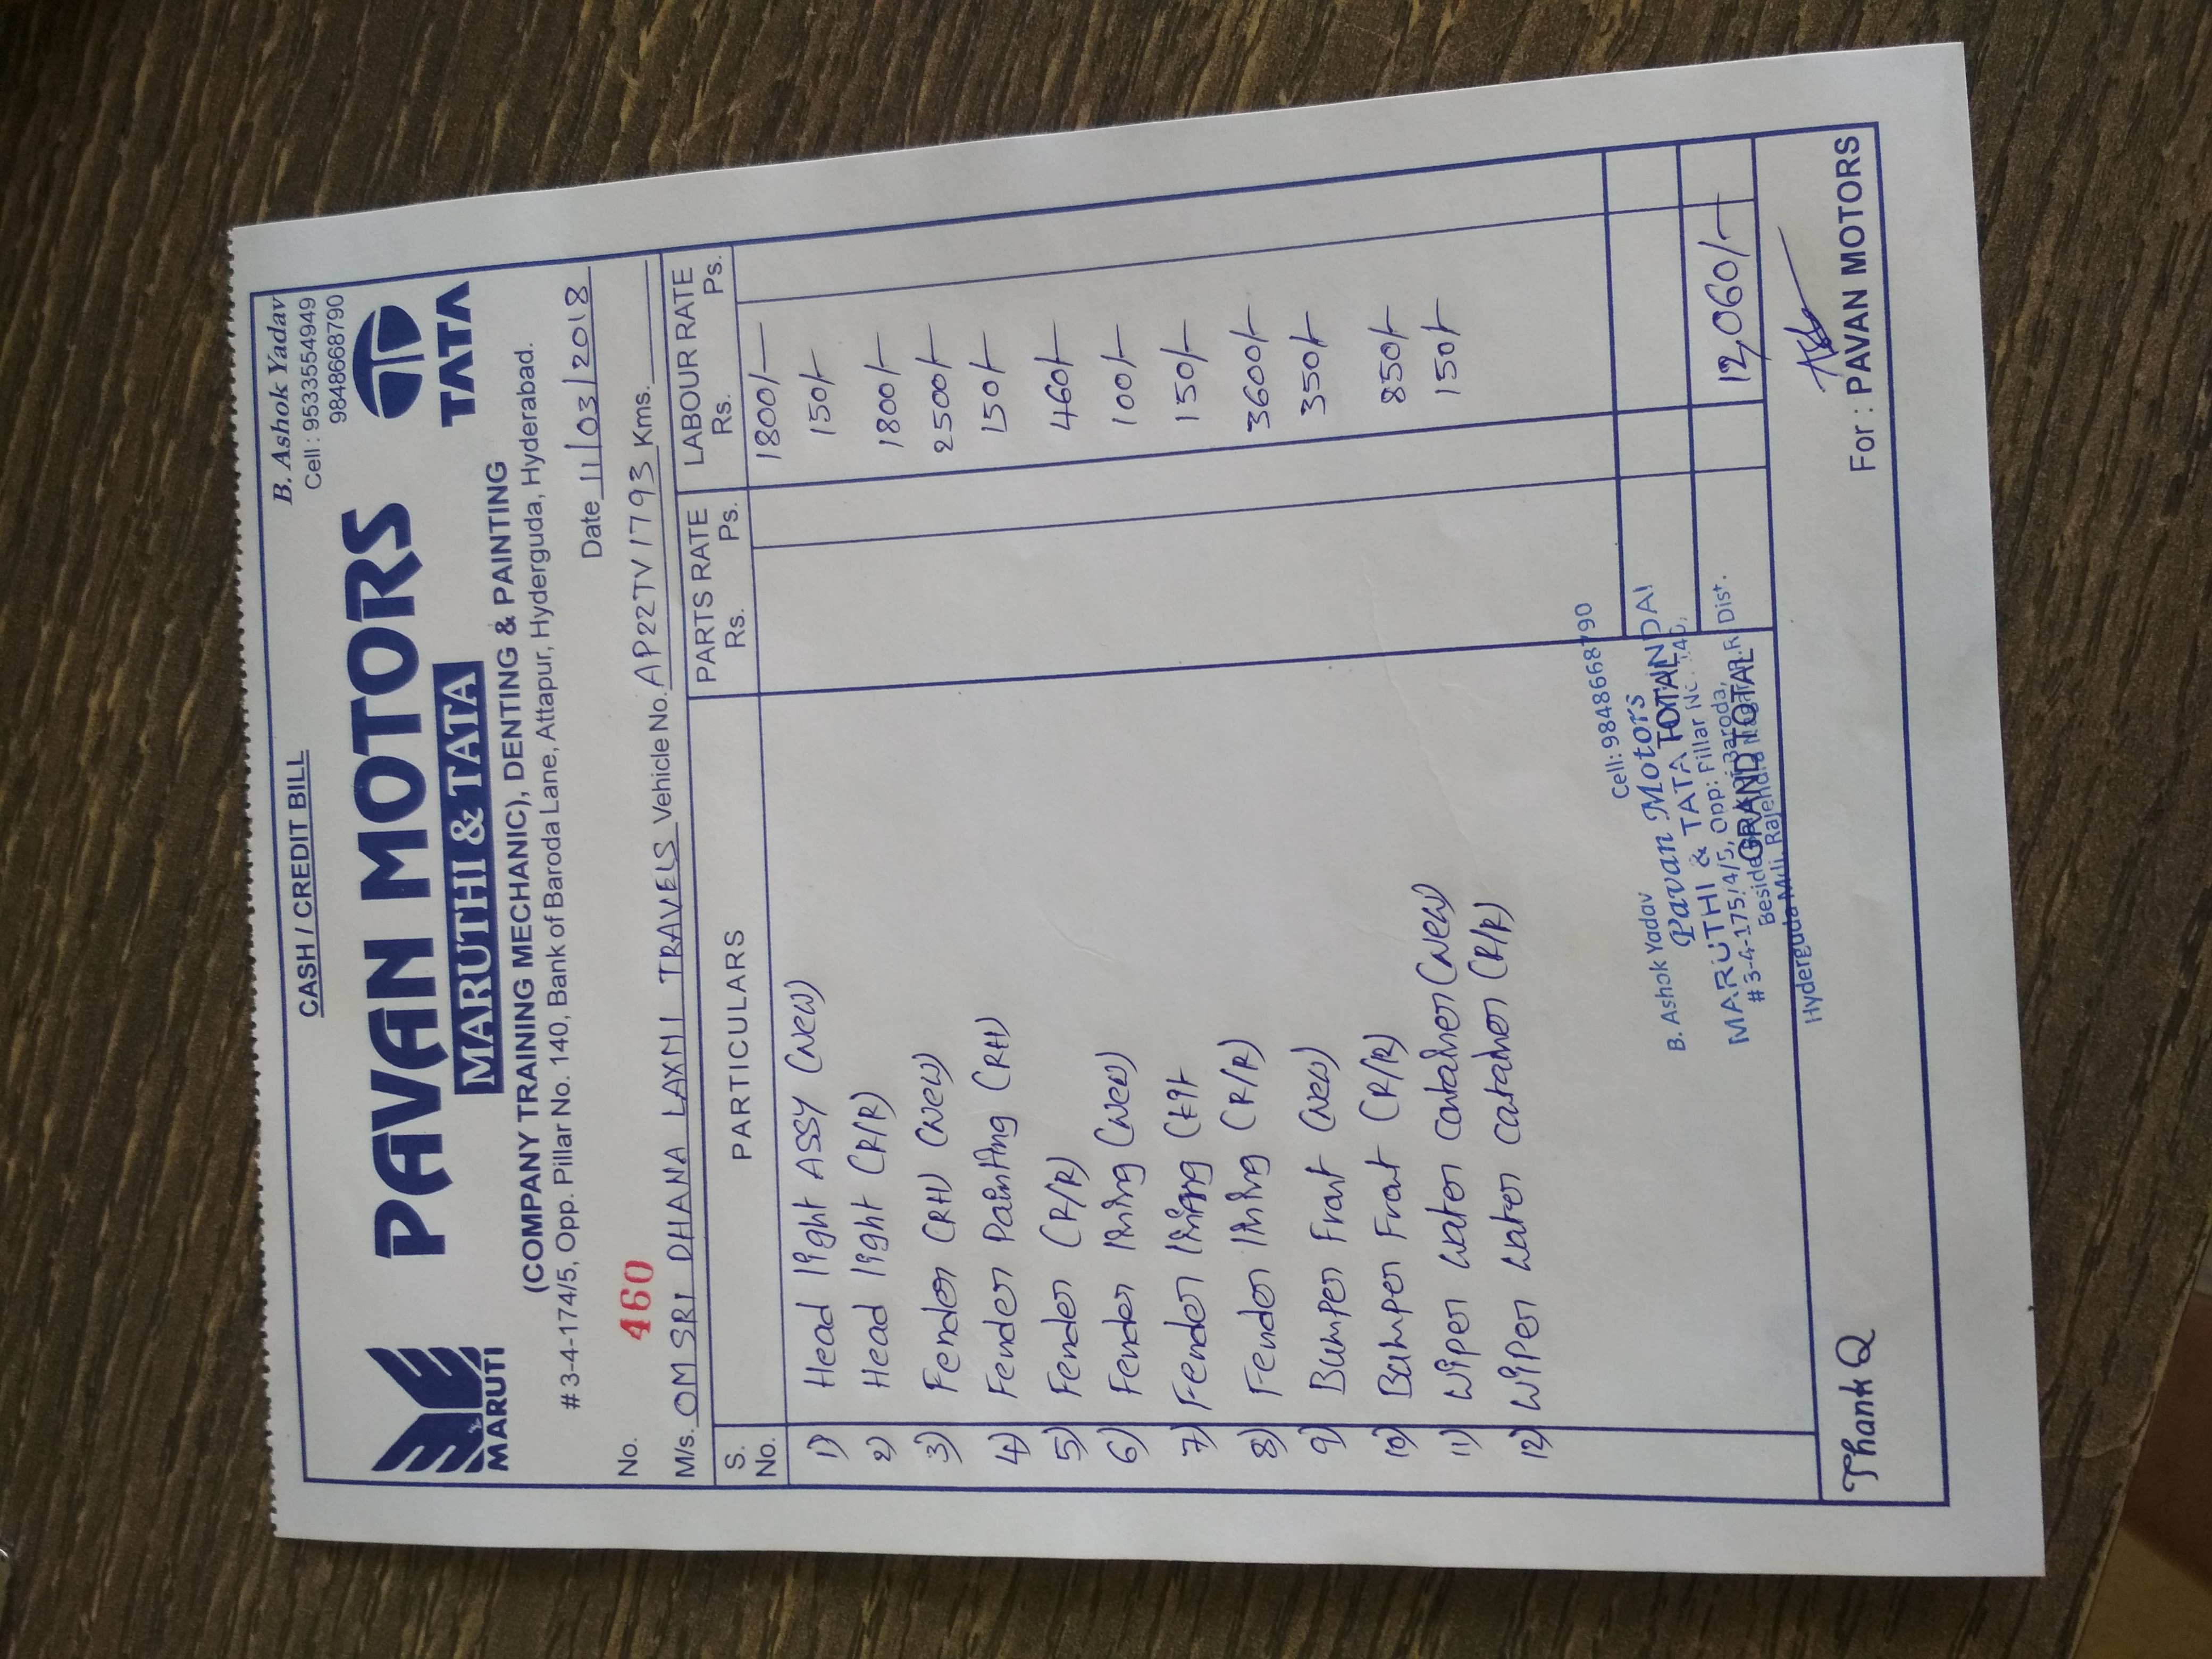 CASH / CREDIT BILL
B. Ashok Yadav
Cell : 9533554949
9848668790
MARUTI
PAVAN MOTORS
MARUTHI & TATA
TATA
(COMPANY TRAINING MECHANIC), DENTING & PAINTING
# 3-4-174/5, Opp. Pillar No. 140, Bank of Baroda Lane, Attapur, Hyderguda, Hyderabad.
No. 460 Date 11/03/2018
M/s. OM SRI DHANA LAXMI TRAVELS Vehicle No. AP22TV1793 Kms.
S. No. PARTICULARS PARTS RATE Rs. Ps. LABOUR RATE Rs. Ps.
1) Head light ASSY (New) 1800/-
2) Head light (R/R) 150/-
3) Fender (RH) (New) 1800/-
4) Fender Painting (RH) 2500/-
5) Fender (R/R) 150/-
6) Fender lining (New) 460/-
7) Fender lining 100/-
8) Fender lining (R/R) 150/-
9) Bumper Front (New) 3600/-
10) Bumper Front (R/R) 350/-
11) Wiper water container (New) 850/-
12) Wiper water container (R/R) 150/-
TOTAL
GRAND TOTAL 12,060/-
B. Ashok Yadav Cell: 9848668790
Pavan Motors
MARUTHI & TATA
# 3-4-175/4/5, Opp: Pillar No. 140,
Beside Baroda,
Hyderguda R.R Dist.
Thank Q
For : PAVAN MOTORS